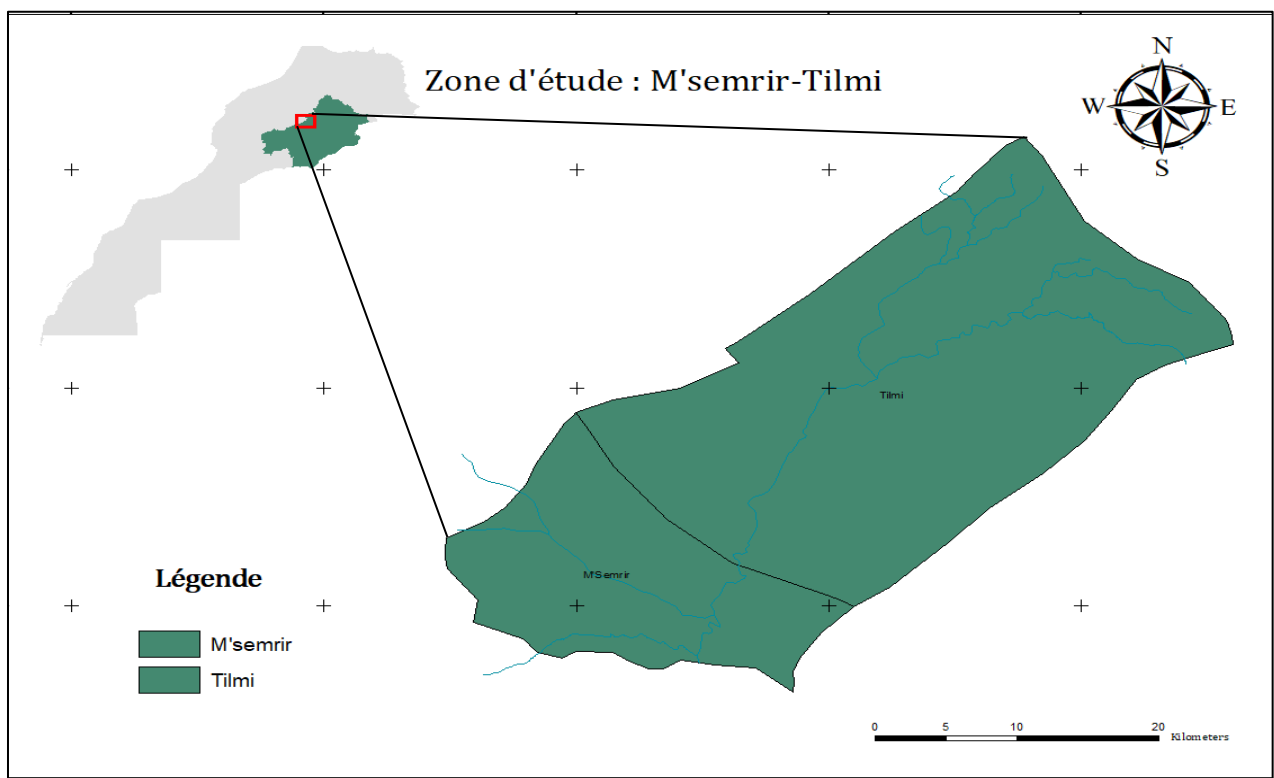 Zone d'étude : M'semrir-Tilmi
N
W E
S
Tilmi
M'Semrir
Légende
M'semrir
Tilmi
0 5 10 20
Kilometers